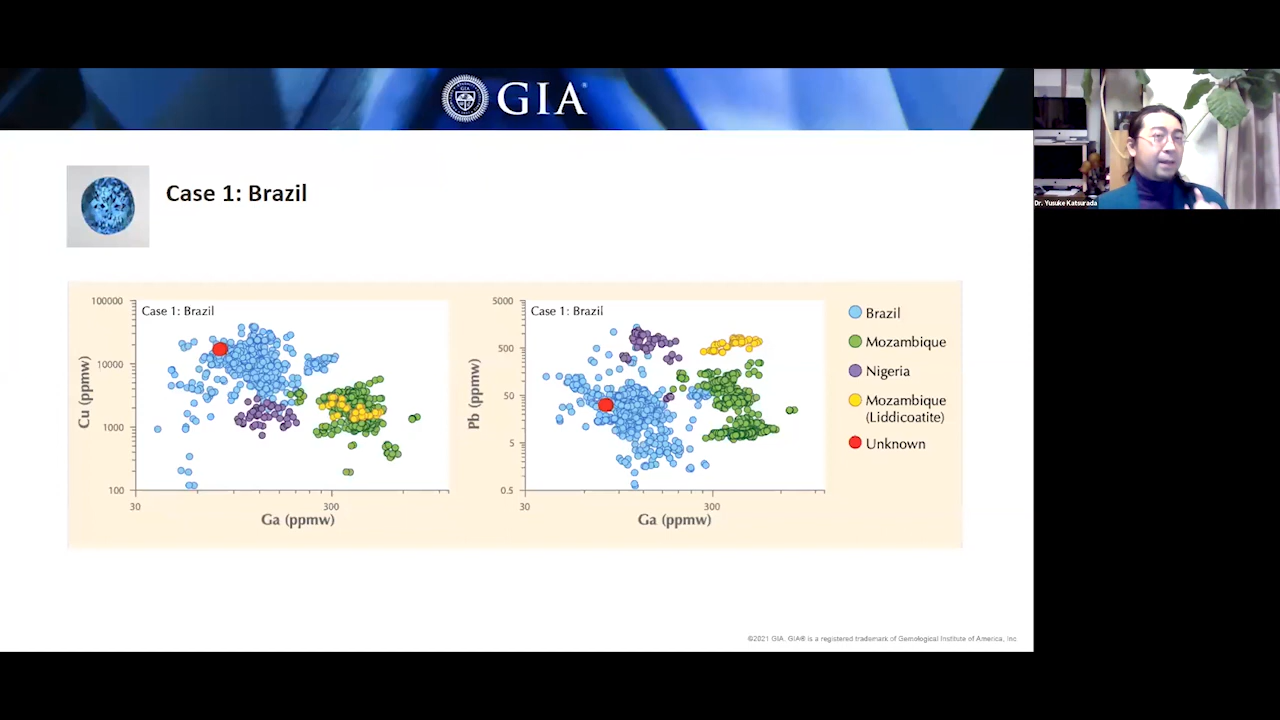 GIA
Dr. Yusuke Katsurada
Case 1: Brazil
100000
10000
1000
100
Cu (ppmw)
Case 1: Brazil
30
300
Ga (ppmw)
5000
500
50
5
0.5
Pb (ppmw)
Case 1: Brazil
30
300
Ga (ppmw)
Brazil
Mozambique
Nigeria
Mozambique
(Liddicoatite)
Unknown
©2021 GIA. GIA® is a registered trademark of Gemological Institute of America, Inc